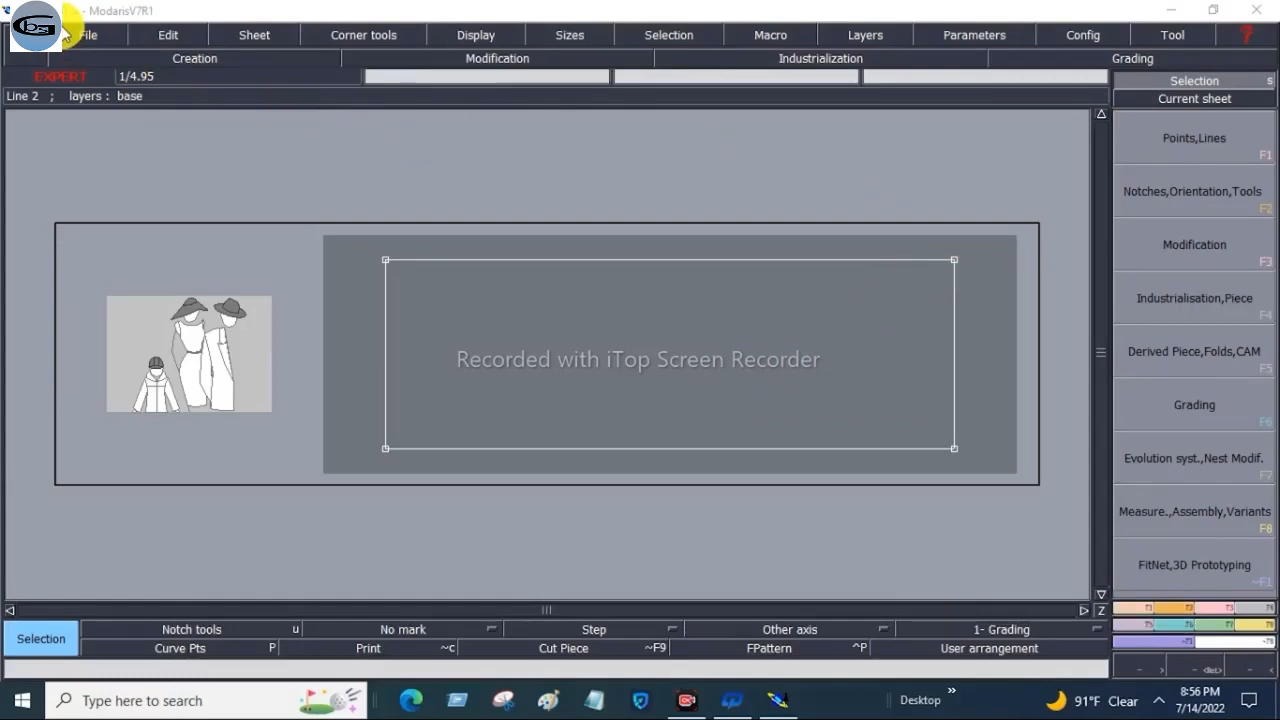 - ModarisV7R1
File Edit Sheet Corner tools Display Sizes Selection Macro Layers Parameters Config Tool ?
Creation Modification Industrialization Grading
EXPERT 1/4.95
Selection s
Line 2 ; layers : base
Current sheet
Points,Lines
F1
Notches,Orientation,Tools
F2
Modification
F3
Industrialisation,Piece
F4
Derived Piece,Folds,CAM
F5
Recorded with iTop Screen Recorder
Grading
F6
Evolution syst.,Nest Modif.
F7
Measure.,Assembly,Variants
F8
FitNet,3D Prototyping
~F1
Z
Selection
Notch tools u No mark Step Other axis 1- Grading
Curve Pts P Print ~c Cut Piece ~F9 FPattern ^P User arrangement
Type here to search
Desktop
91°F Clear
8:56 PM
7/14/2022